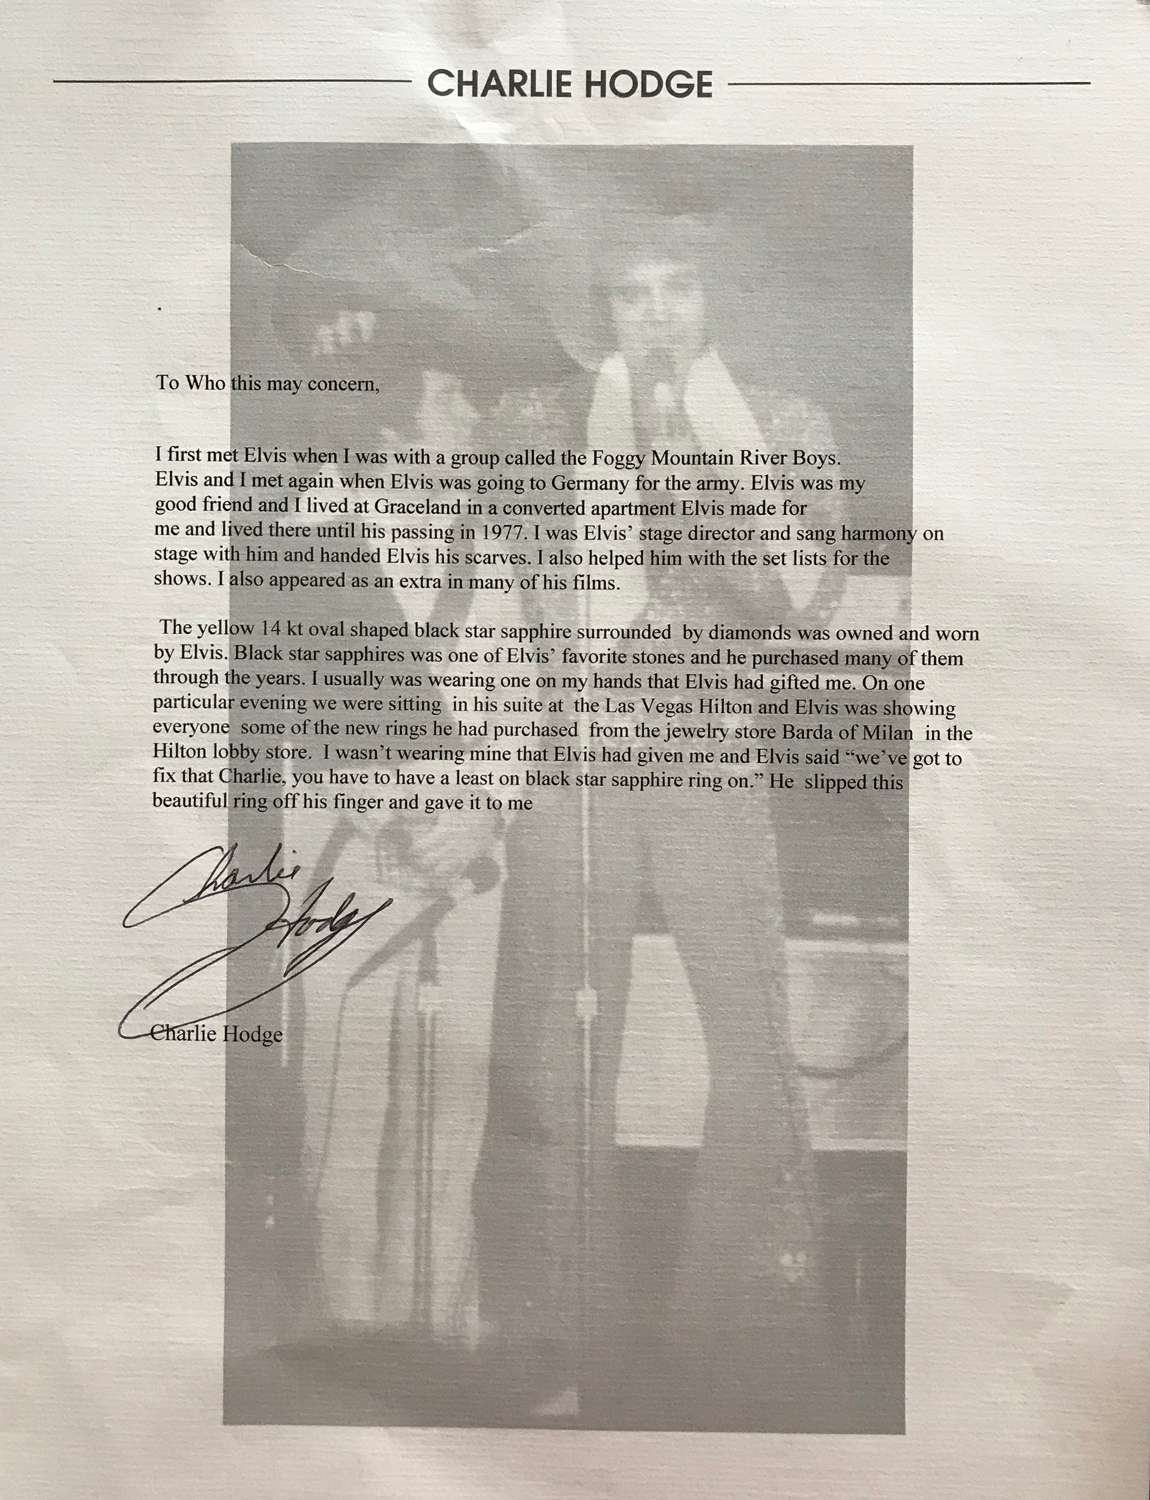 CHARLIE HODGE
To Who this may concern,
I first met Elvis when I was with a group called the Foggy Mountain River Boys.
Elvis and I met again when Elvis was going to Germany for the army. Elvis was my
good friend and I lived at Graceland in a converted apartment Elvis made for
me and lived there until his passing in 1977. I was Elvis’ stage director and sang harmony on
stage with him and handed Elvis his scarves. I also helped him with the set lists for the
shows. I also appeared as an extra in many of his films.
The yellow 14 kt oval shaped black star sapphire surrounded by diamonds was owned and worn
by Elvis. Black star sapphires was one of Elvis’ favorite stones and he purchased many of them
through the years. I usually was wearing one on my hands that Elvis had gifted me. On one
particular evening we were sitting in his suite at the Las Vegas Hilton and Elvis was showing
everyone some of the new rings he had purchased from the jewelry store Barda of Milan in the
Hilton lobby store. I wasn’t wearing mine that Elvis had given me and Elvis said “we’ve got to
fix that Charlie, you have to have a least on black star sapphire ring on.” He slipped this
beautiful ring off his finger and gave it to me
Charlie
Hodge
Charlie Hodge